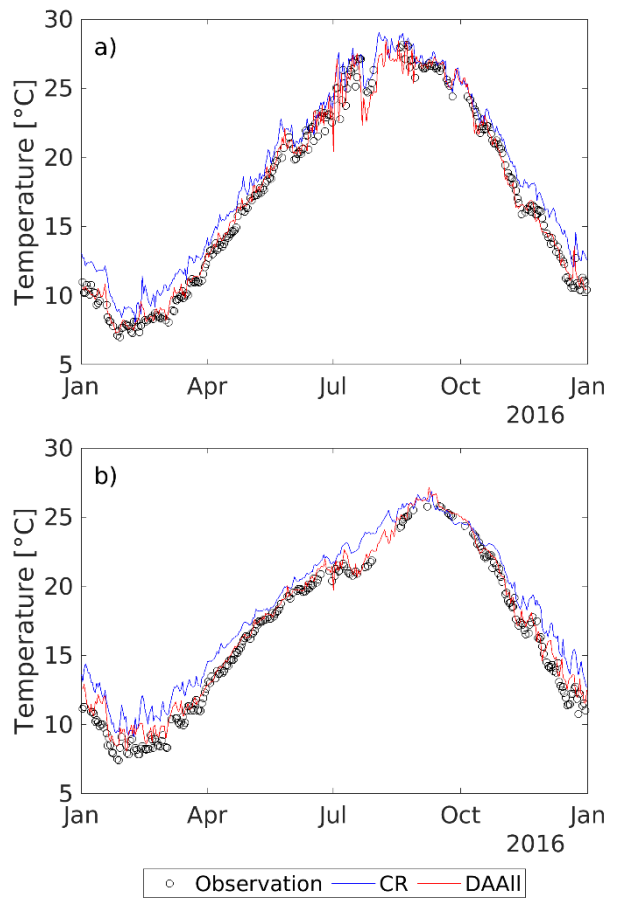 a)
30
25
20
15
10
5
Temperature [°C]
Jan
Apr
Jul
Oct
Jan
2016
b)
30
25
20
15
10
5
Temperature [°C]
Jan
Apr
Jul
Oct
Jan
2016
Observation
CR
DAAll